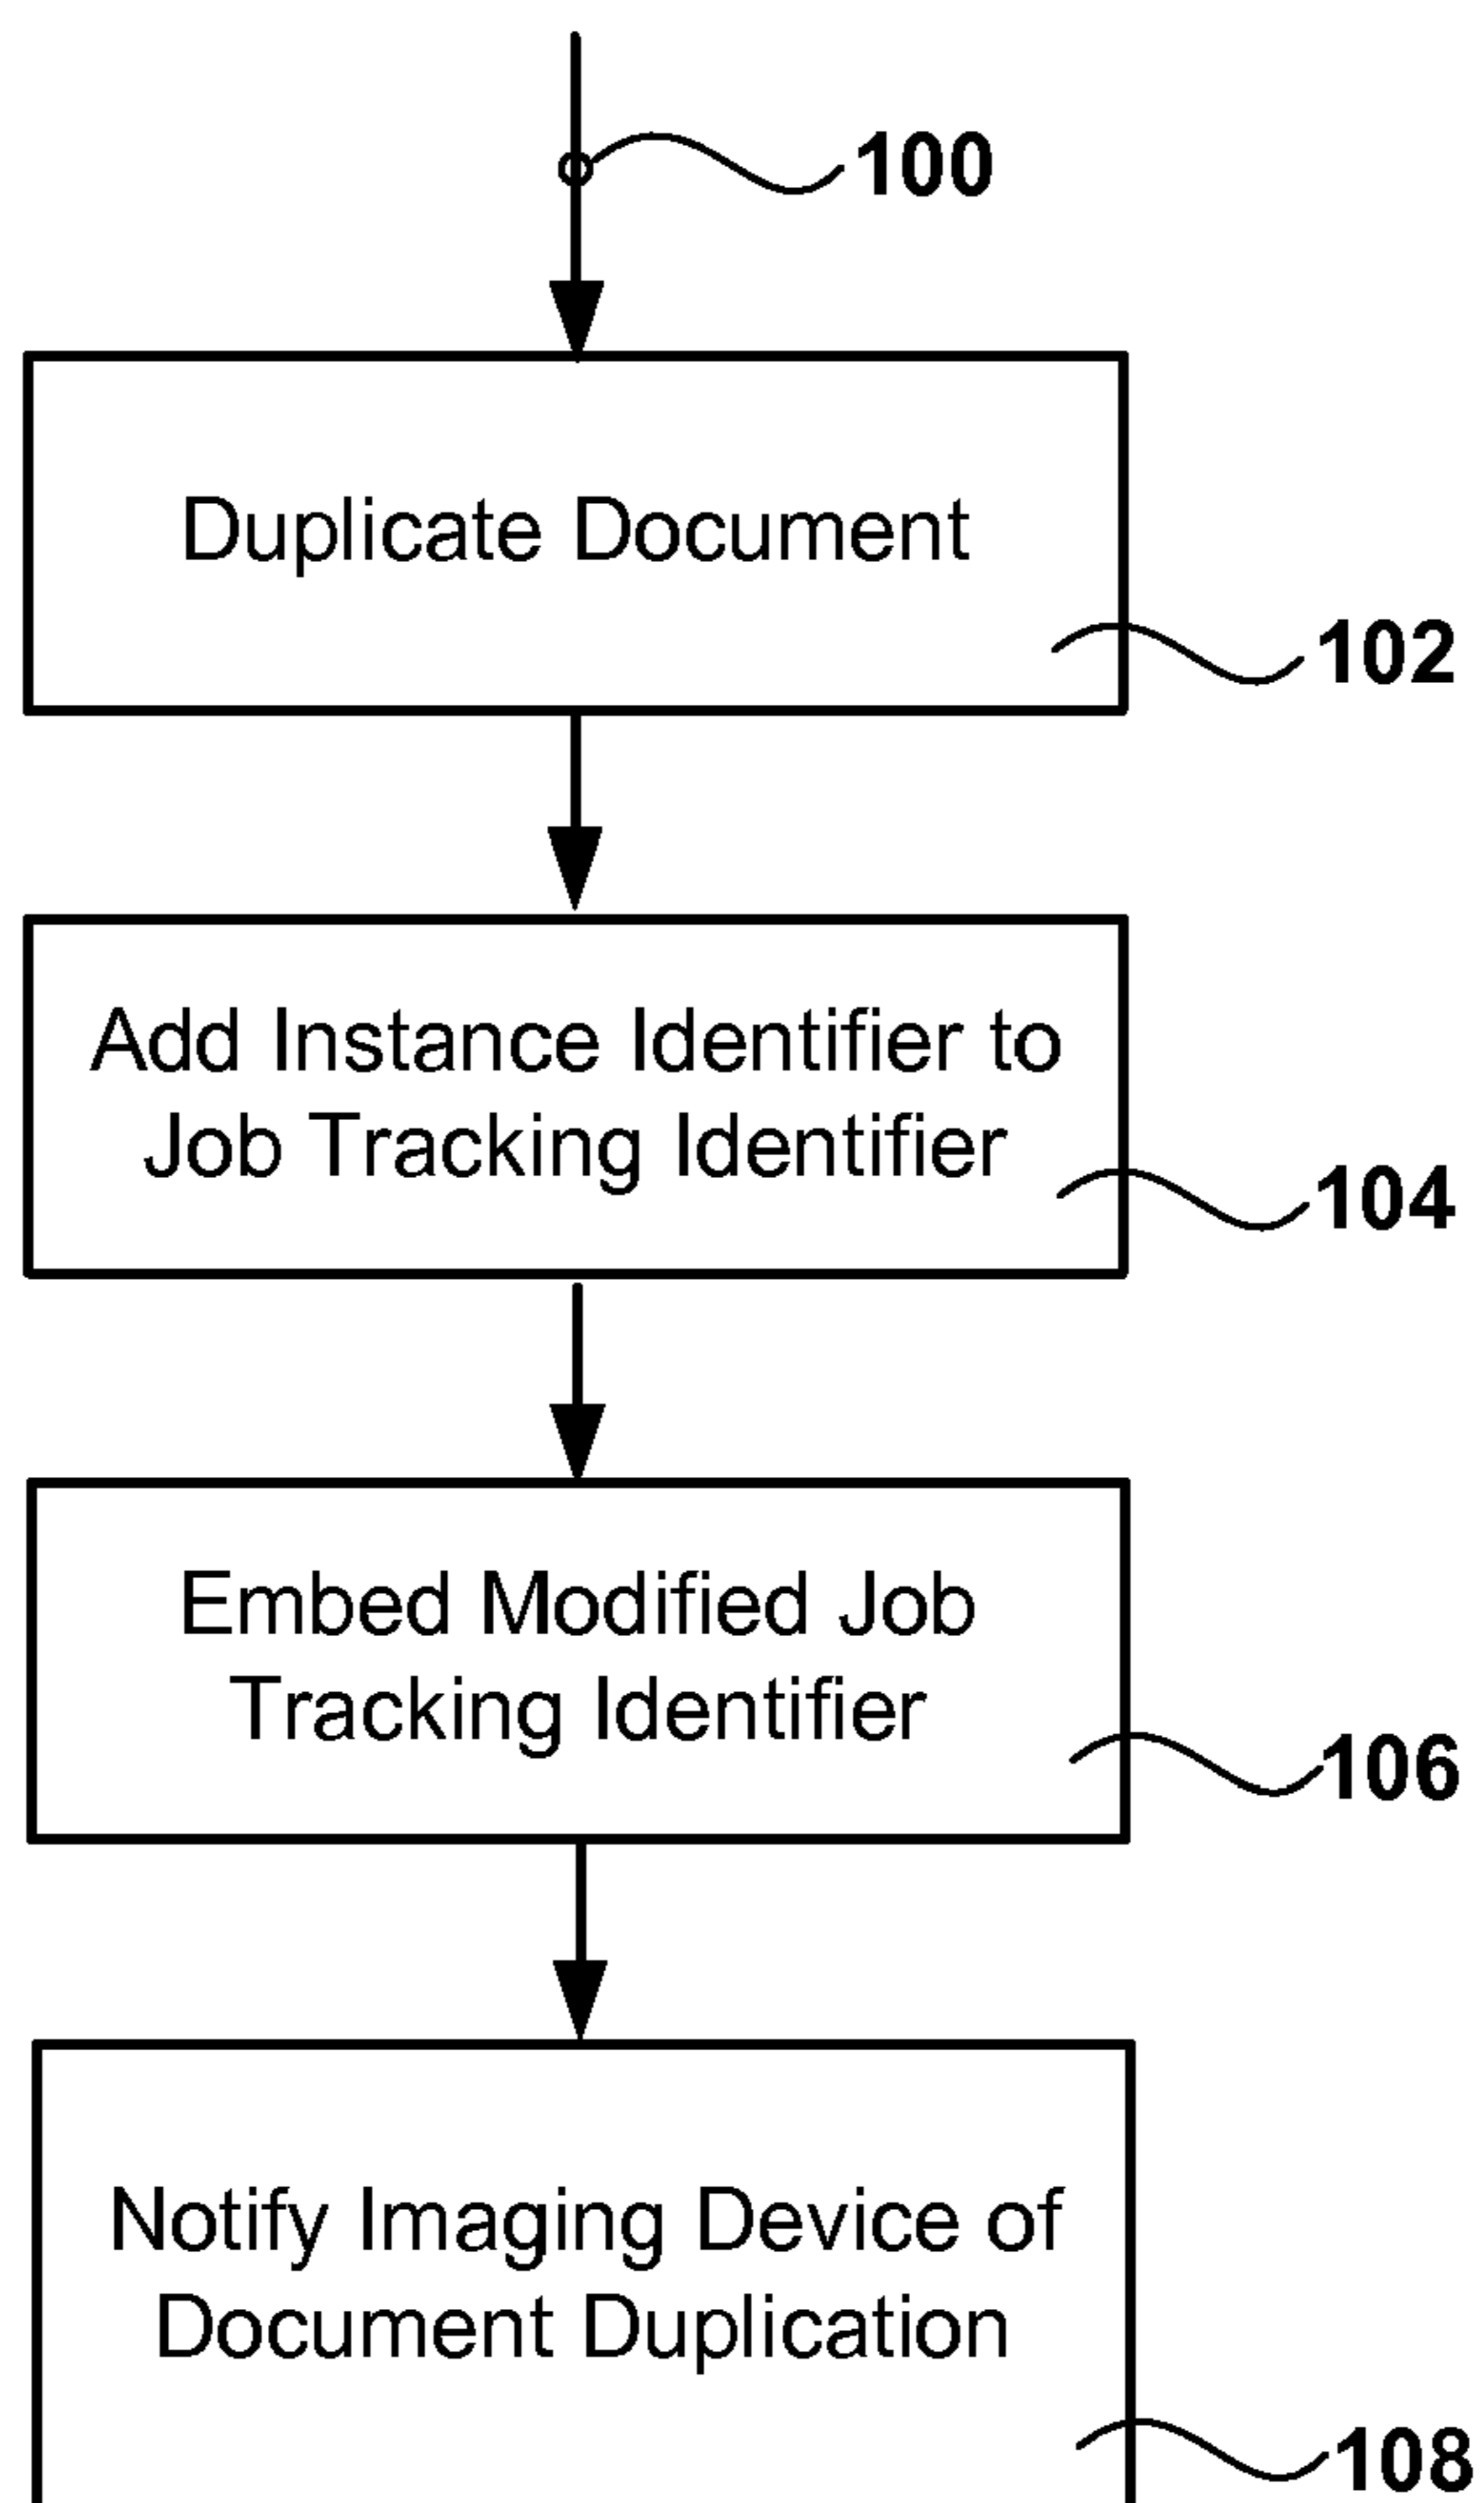 100
Duplicate Document
102
Add Instance Identifier to
Job Tracking Identifier
104
Embed Modified Job
Tracking Identifier
106
Notify Imaging Device of
Document Duplication
108